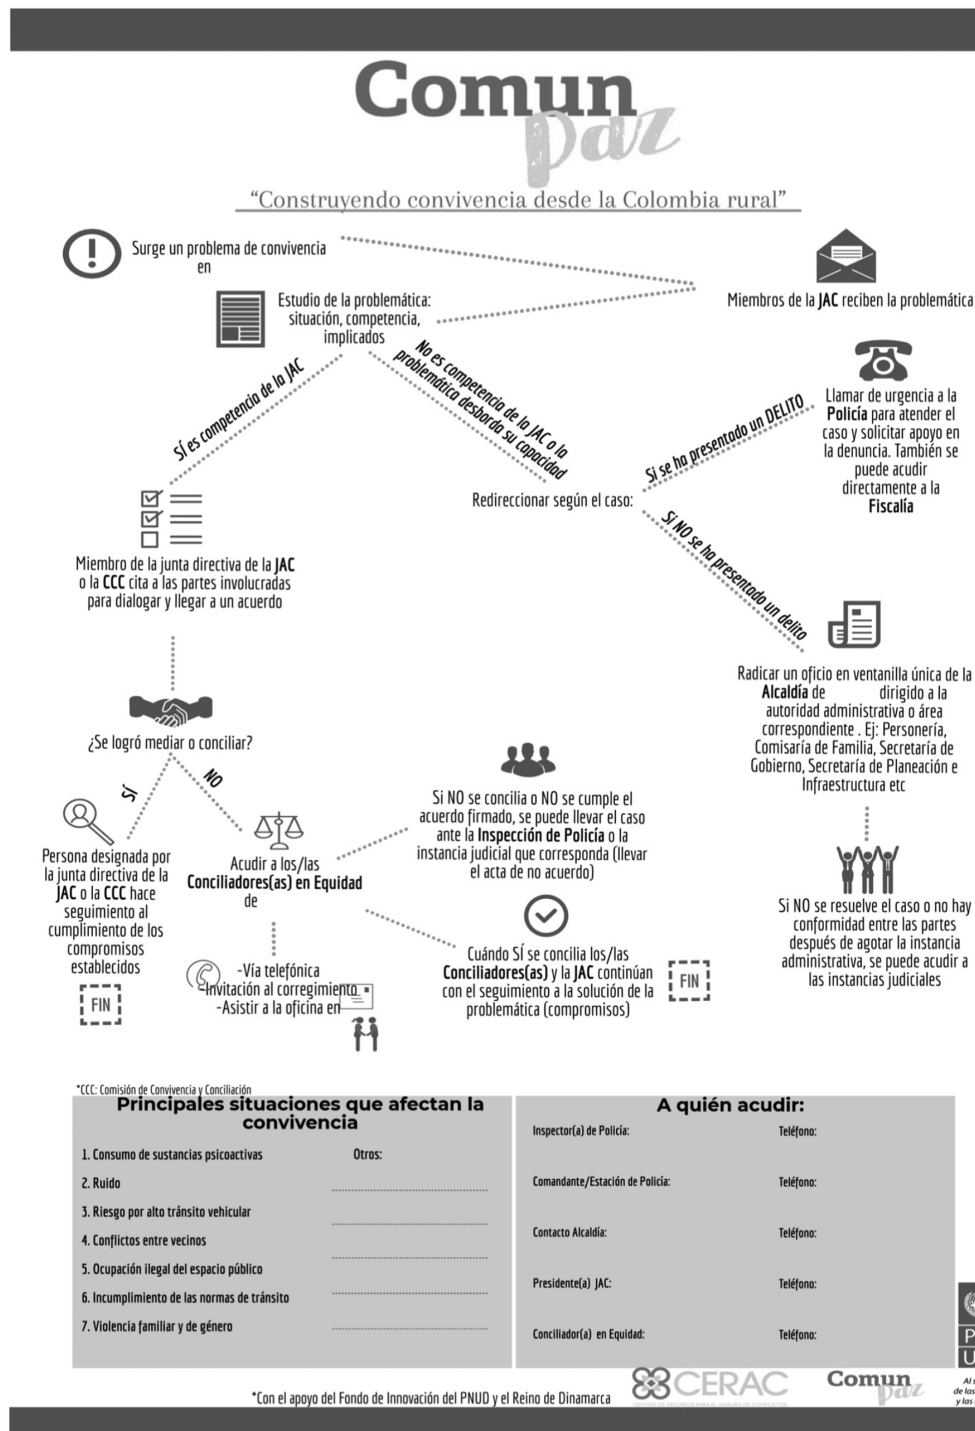 Comun
paz
“Construyendo convivencia desde la Colombia rural”
Surge un problema de convivencia
en
Miembros de la JAC reciben la problemática
Estudio de la problemática:
situación, competencia,
implicados
SÍ es competencia de la JAC
No es competencia de la JAC o la
problemática desborda su capacidad
Redireccionar según el caso:
Si se ha presentado un DELITO
Llamar de urgencia a la
Policía para atender el
caso y solicitar apoyo en
la denuncia. También se
puede acudir
directamente a la
Fiscalía
Si NO se ha presentado un delito
Radicar un oficio en ventanilla única de la
Alcaldía de dirigido a la
autoridad administrativa o área
correspondiente . Ej: Personería,
Comisaría de Familia, Secretaría de
Gobierno, Secretaría de Planeación e
Infraestructura etc
Si NO se resuelve el caso o no hay
conformidad entre las partes
después de agotar la instancia
administrativa, se puede acudir a
las instancias judiciales
Miembro de la junta directiva de la JAC
o la CCC cita a las partes involucradas
para dialogar y llegar a un acuerdo
¿Se logró mediar o conciliar?
SÍ
NO
Persona designada por
la junta directiva de la
JAC o la CCC hace
seguimiento al
cumplimiento de los
compromisos
establecidos
FIN
Acudir a los/las
Conciliadores(as) en Equidad
de
-Vía telefónica
-Invitación al corregimiento
-Asistir a la oficina en
Si NO se concilia o NO se cumple el
acuerdo firmado, se puede llevar el caso
ante la Inspección de Policía o la
instancia judicial que corresponda (llevar
el acta de no acuerdo)
Cuándo SÍ se concilia los/las
Conciliadores(as) y la JAC continúan
con el seguimiento a la solución de la
problemática (compromisos)
FIN
*CCC: Comisión de Convivencia y Conciliación
Principales situaciones que afectan la
convivencia
1. Consumo de sustancias psicoactivas
2. Ruido
3. Riesgo por alto tránsito vehicular
4. Conflictos entre vecinos
5. Ocupación ilegal del espacio público
6. Incumplimiento de las normas de tránsito
7. Violencia familiar y de género
Otros:
A quién acudir:
Inspector(a) de Policía: Teléfono:
Comandante/Estación de Policía: Teléfono:
Contacto Alcaldía: Teléfono:
Presidente(a) JAC: Teléfono:
Conciliador(a) en Equidad: Teléfono:
*Con el apoyo del Fondo de Innovación del PNUD y el Reino de Dinamarca
CERAC
CENTRO DE RECURSOS PARA EL ANÁLISIS DE CONFLICTOS
Comun
paz
P
U
Al
de las
y las